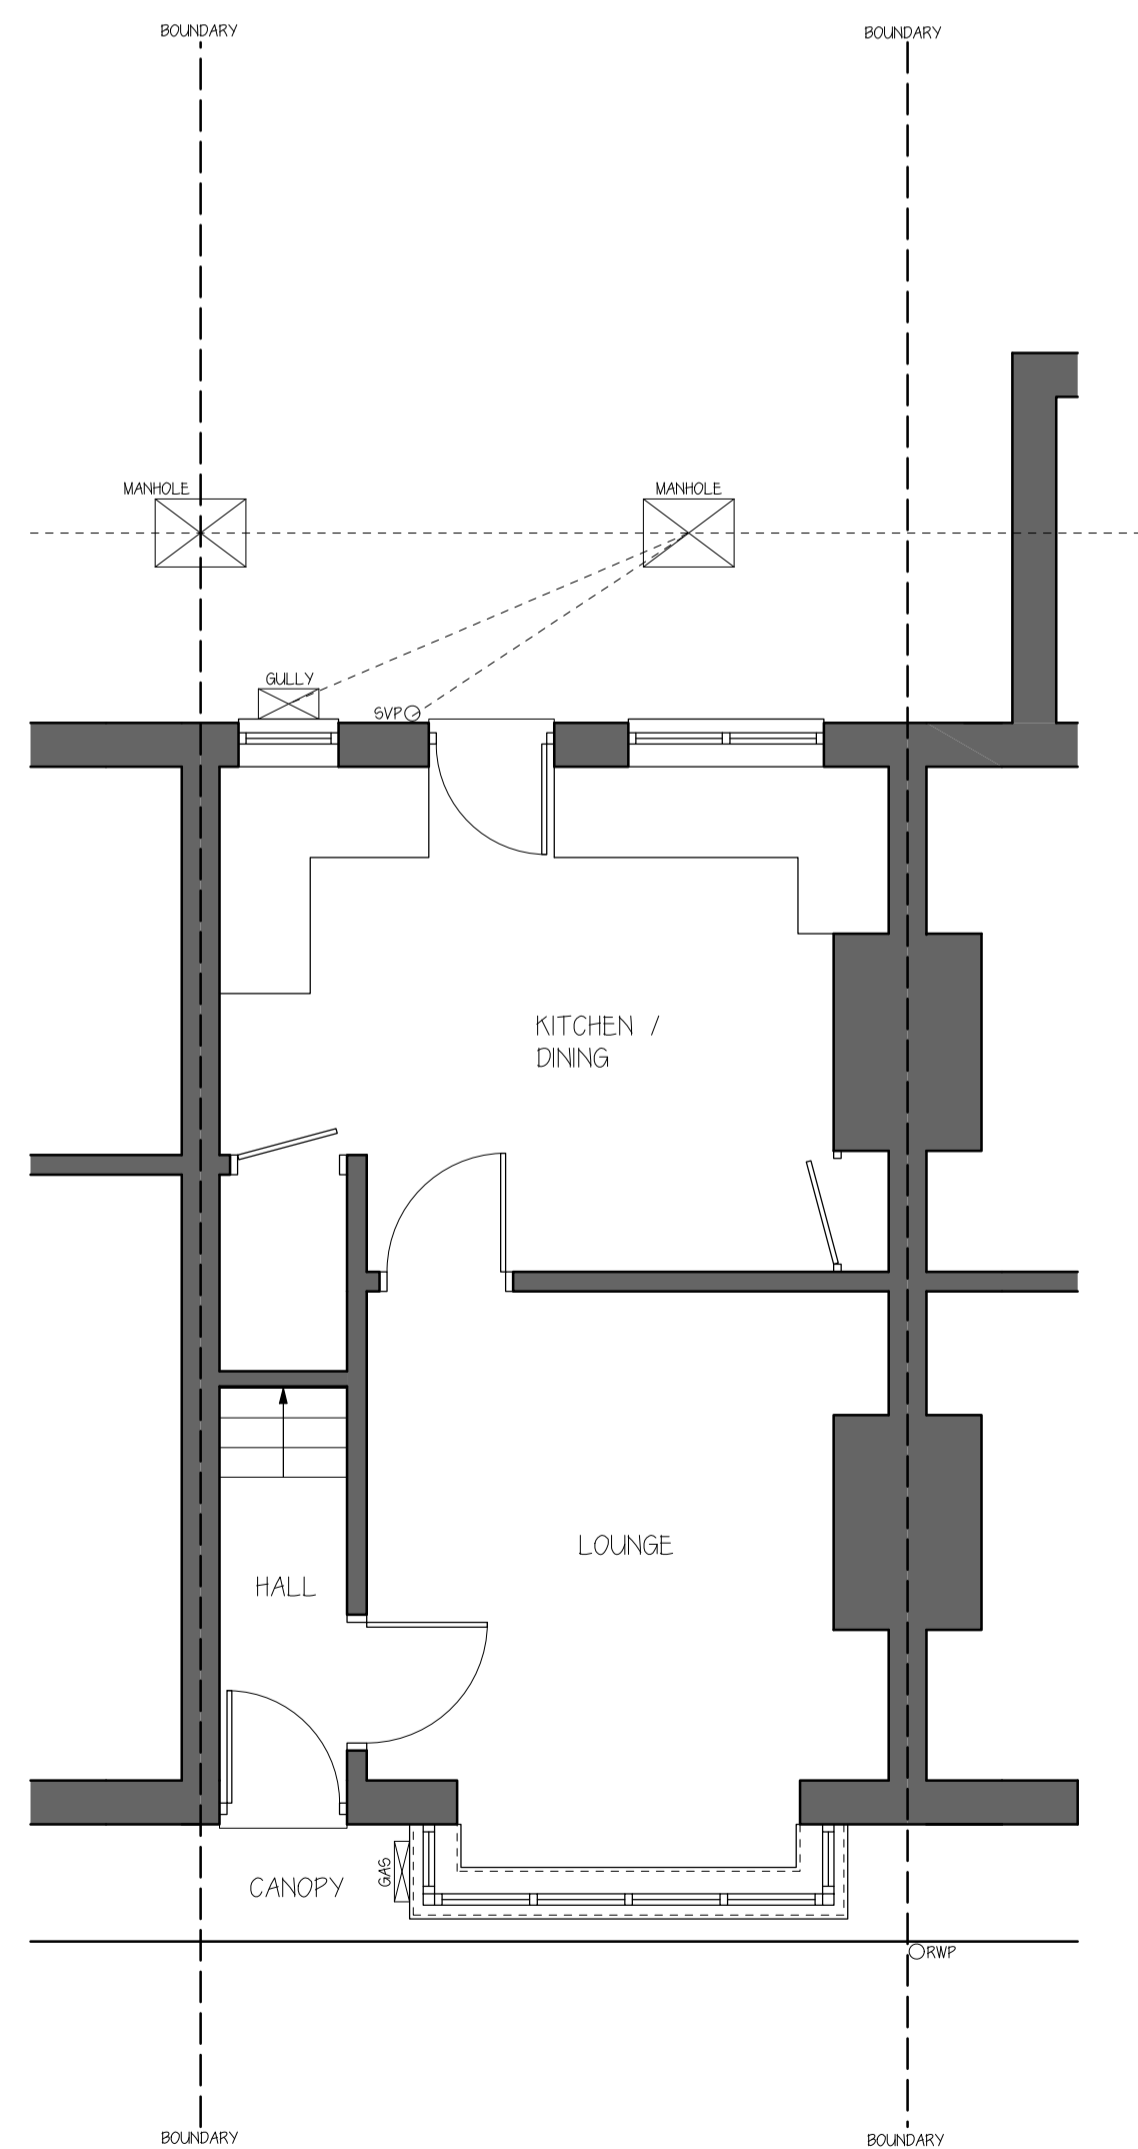 BOUNDARY
BOUNDARY
MANHOLE
MANHOLE
GULLY
SVP
KITCHEN /
DINING
LOUNGE
HALL
GAS
CANOPY
RWP
BOUNDARY
BOUNDARY